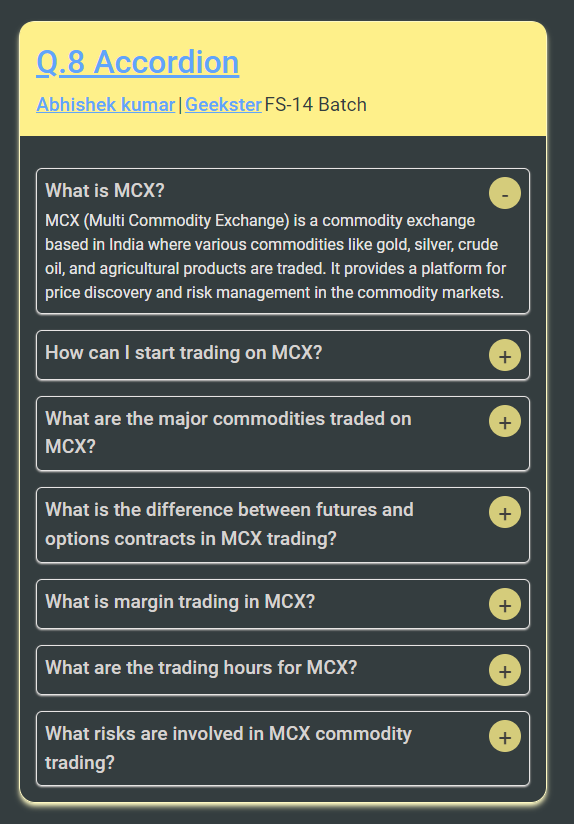 Q.8 Accordion
Abhishek kumar | Geekster FS-14 Batch
What is MCX?
-
MCX (Multi Commodity Exchange) is a commodity exchange
based in India where various commodities like gold, silver, crude
oil, and agricultural products are traded. It provides a platform for
price discovery and risk management in the commodity markets.
How can I start trading on MCX?
+
What are the major commodities traded on
MCX?
+
What is the difference between futures and
options contracts in MCX trading?
+
What is margin trading in MCX?
+
What are the trading hours for MCX?
+
What risks are involved in MCX commodity
trading?
+